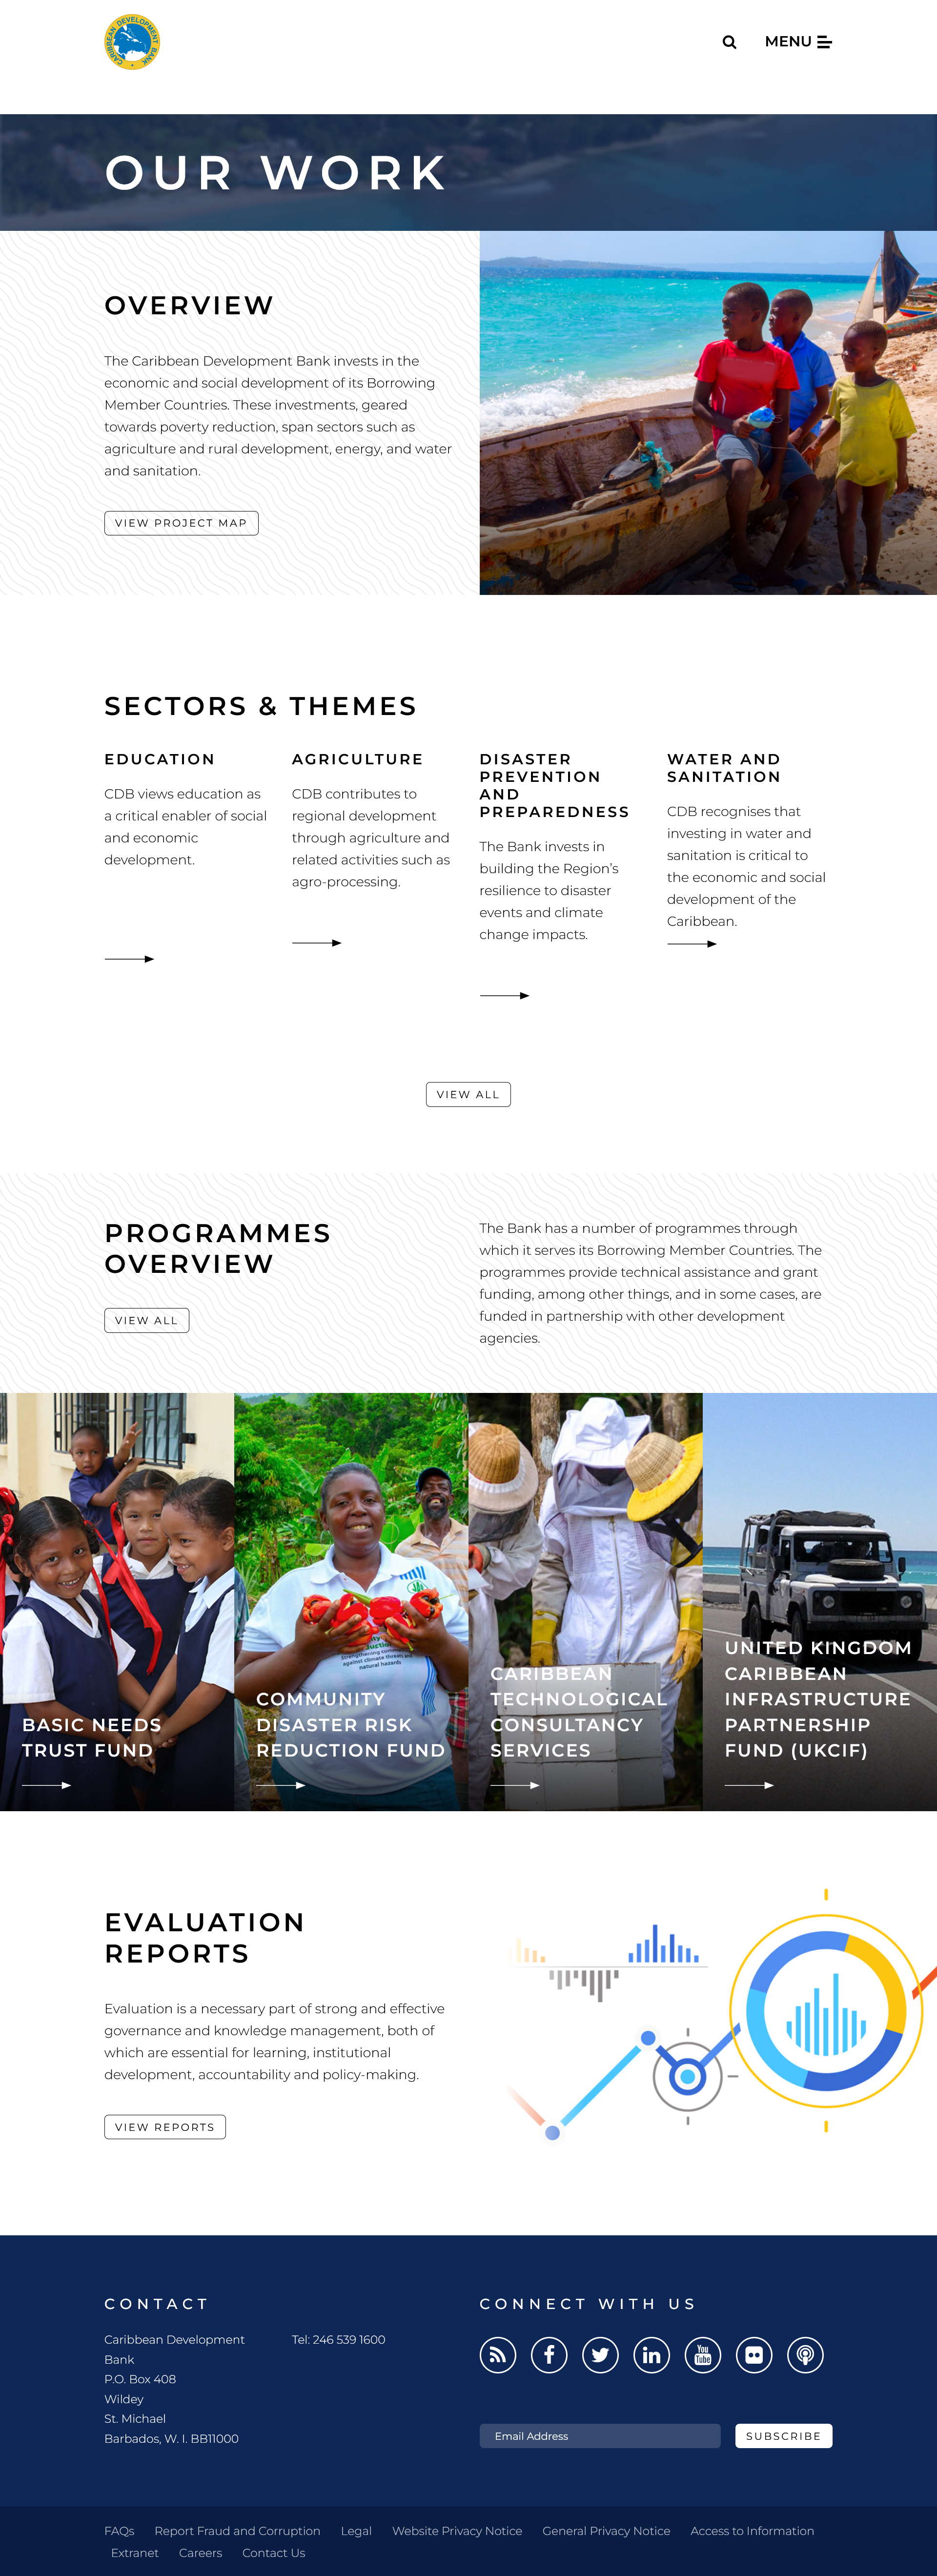 CARIBBEAN DEVELOPMENT BANK
MENU
OUR WORK
OVERVIEW
The Caribbean Development Bank invests in the
economic and social development of its Borrowing
Member Countries. These investments, geared
towards poverty reduction, span sectors such as
agriculture and rural development, energy, and water
and sanitation.
VIEW PROJECT MAP
SECTORS & THEMES
EDUCATION
CDB views education as
a critical enabler of social
and economic
development.
AGRICULTURE
CDB contributes to
regional development
through agriculture and
related activities such as
agro-processing.
DISASTER
PREVENTION
AND
PREPAREDNESS
The Bank invests in
building the Region's
resilience to disaster
events and climate
change impacts.
WATER AND
SANITATION
CDB recognises that
investing in water and
sanitation is critical to
the economic and social
development of the
Caribbean.
VIEW ALL
PROGRAMMES
OVERVIEW
VIEW ALL
The Bank has a number of programmes through
which it serves its Borrowing Member Countries. The
programmes provide technical assistance and grant
funding, among other things, and in some cases, are
funded in partnership with other development
agencies.
BASIC NEEDS
TRUST FUND
against climate threats and
natural hazards
COMMUNITY
DISASTER RISK
REDUCTION FUND
CARIBBEAN
TECHNOLOGICAL
CONSULTANCY
SERVICES
UNITED KINGDOM
CARIBBEAN
INFRASTRUCTURE
PARTNERSHIP
FUND (UKCIF)
EVALUATION
REPORTS
Evaluation is a necessary part of strong and effective
governance and knowledge management, both of
which are essential for learning, institutional
development, accountability and policy-making.
VIEW REPORTS
CONTACT
Caribbean Development
Bank
P.O. Box 408
Wildey
St. Michael
Barbados, W. I. BB11000
Tel: 246 539 1600
CONNECT WITH US
You
Tube
Email Address
SUBSCRIBE
FAQs Report Fraud and Corruption Legal Website Privacy Notice General Privacy Notice Access to Information
Extranet Careers Contact Us